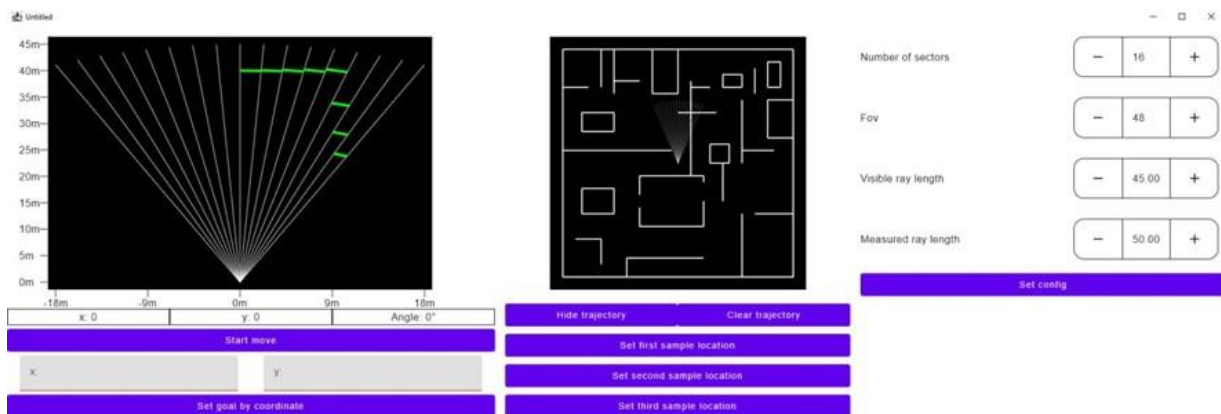 Untitled
45m
40m
35m
30m
25m
20m
15m
10m
5m
0m
-18m -9m 0m 9m 18m
x: 0 y: 0 Angle: 0°
Start move
x: y:
Set goal by coordinate
Hide trajectory Clear trajectory
Set first sample location
Set second sample location
Set third sample location
Number of sectors − 16 +
Fov − 48 +
Visible ray length − 45.00 +
Measured ray length − 50.00 +
Set config